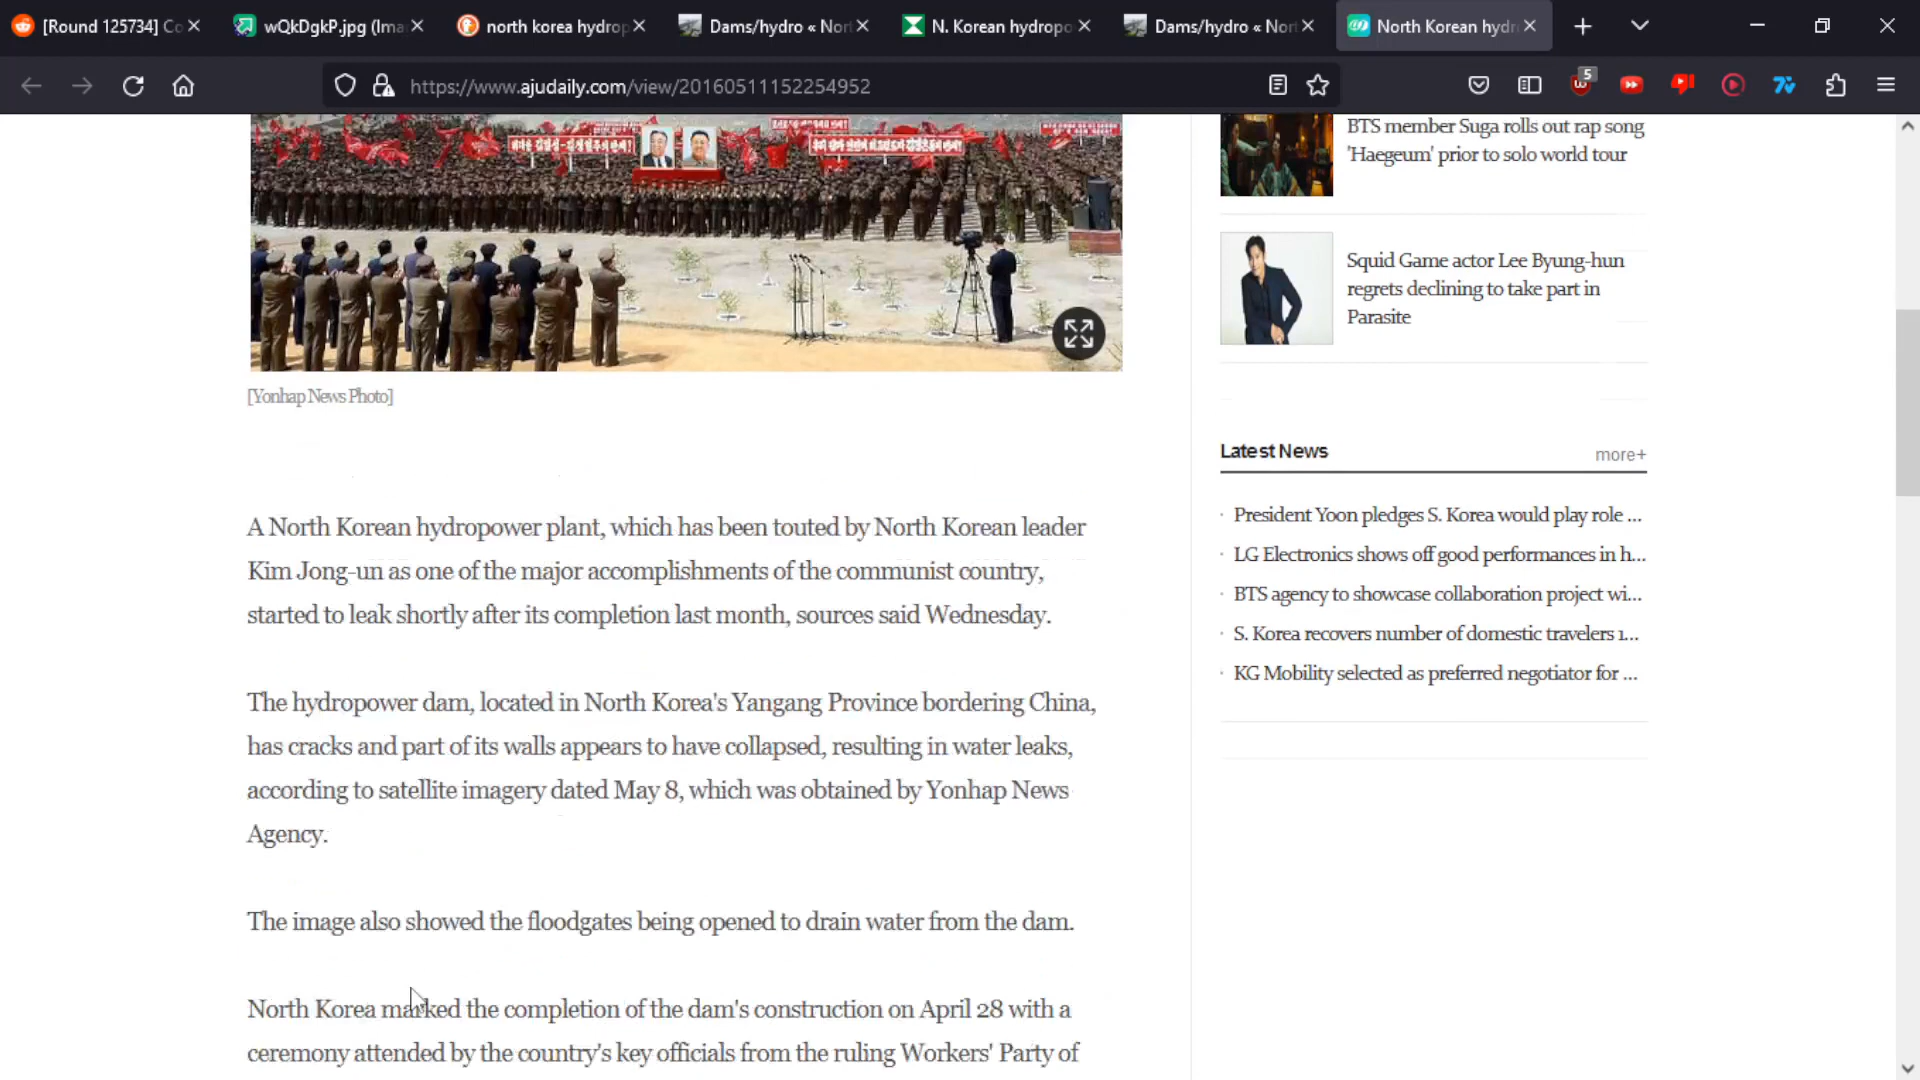 [Round 125734] Co
wQkDgkP.jpg (Ima
north korea hydrop
Dams/hydro « Nor
N. Korean hydropo
Dams/hydro « Nort
North Korean hydr
https://www.ajudaily.com/view/20160511152254952
5
[Yonhap News Photo]
A North Korean hydropower plant, which has been touted by North Korean leader
Kim Jong-un as one of the major accomplishments of the communist country,
started to leak shortly after its completion last month, sources said Wednesday.
The hydropower dam, located in North Korea's Yangang Province bordering China,
has cracks and part of its walls appears to have collapsed, resulting in water leaks,
according to satellite imagery dated May 8, which was obtained by Yonhap News
Agency.
The image also showed the floodgates being opened to drain water from the dam.
North Korea marked the completion of the dam's construction on April 28 with a
ceremony attended by the country's key officials from the ruling Workers' Party of
BTS member Suga rolls out rap song
'Haegeum' prior to solo world tour
Squid Game actor Lee Byung-hun
regrets declining to take part in
Parasite
Latest News
more+
· President Yoon pledges S. Korea would play role ...
· LG Electronics shows off good performances in h...
· BTS agency to showcase collaboration project wi...
· S. Korea recovers number of domestic travelers 1...
· KG Mobility selected as preferred negotiator for ...